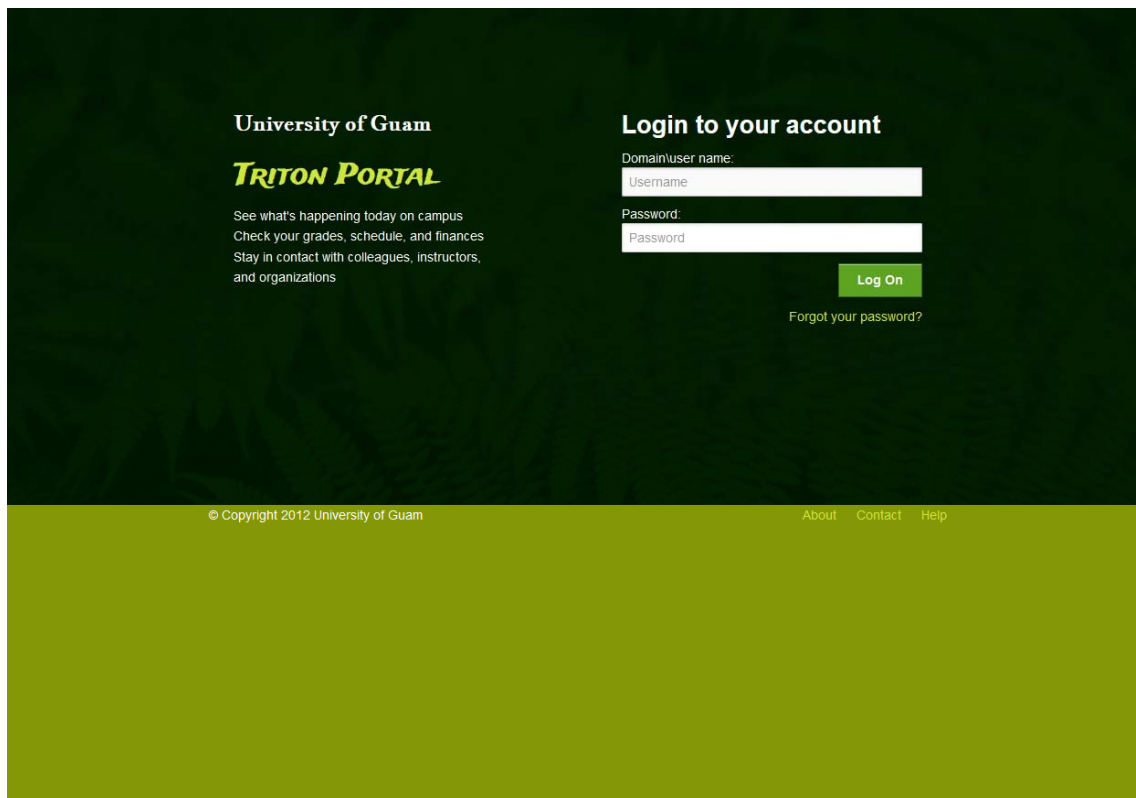 University of Guam
Triton Portal
See what's happening today on campus
Check your grades, schedule, and finances
Stay in contact with colleagues, instructors,
and organizations
Login to your account
Domain\user name:
Username
Password:
Password
Log On
Forgot your password?
© Copyright 2012 University of Guam
About Contact Help